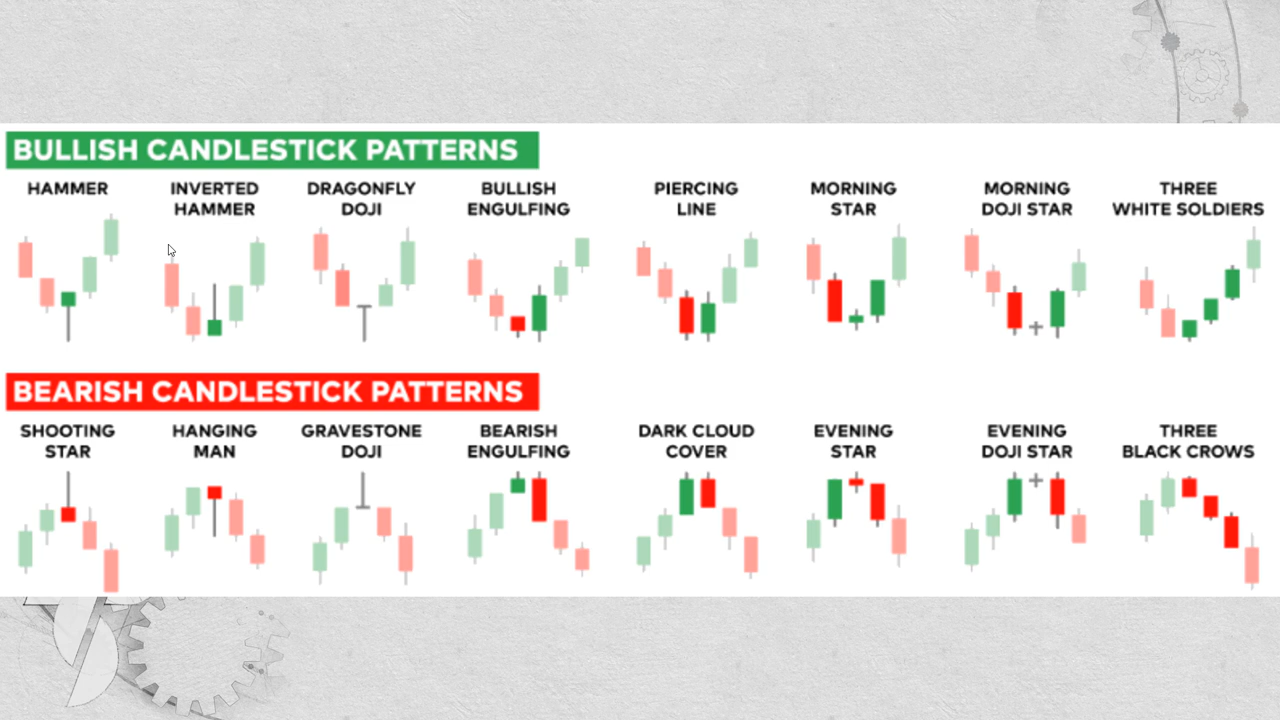 BULLISH CANDLESTICK PATTERNS
HAMMER
INVERTED
HAMMER
DRAGONFLY
DOJI
BULLISH
ENGULFING
PIERCING
LINE
MORNING
STAR
MORNING
DOJI STAR
THREE
WHITE SOLDIERS
BEARISH CANDLESTICK PATTERNS
SHOOTING
STAR
HANGING
MAN
GRAVESTONE
DOJI
BEARISH
ENGULFING
DARK CLOUD
COVER
EVENING
STAR
EVENING
DOJI STAR
THREE
BLACK CROWS